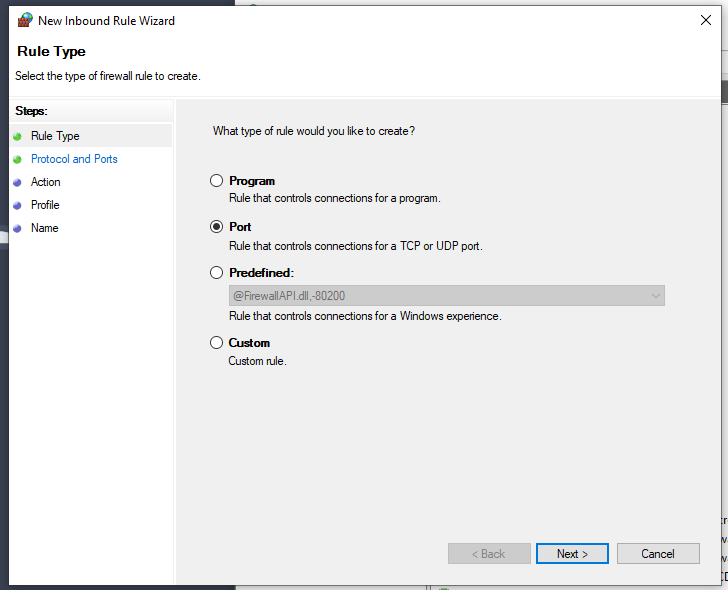 New Inbound Rule Wizard
Rule Type
Select the type of firewall rule to create.
Steps:
Rule Type
Protocol and Ports
Action
Profile
Name
What type of rule would you like to create?
Program
Rule that controls connections for a program.
Port
Rule that controls connections for a TCP or UDP port.
Predefined:
@FirewallAPI.dll,-80200
Rule that controls connections for a Windows experience.
Custom
Custom rule.
< Back
Next >
Cancel